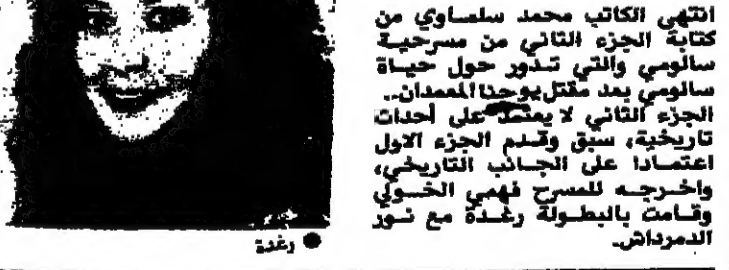 انتهى الكاتب محمد سلماوي من
كتابة الجزء الثاني من مسرحية
سالومي والتي تدور حول حياة
سالومي بعد مقتل يوحنا المعمدان..
الجزء الثاني لا يعتمد على أحداث
تاريخية، سبق وقدم الجزء الاول
اعتمادا على الجانب التاريخي،
واخرجه للمسرح فهمي الخولي
وقامت بالبطولة رغدة مع نور
الدمرداش.
● رغدة